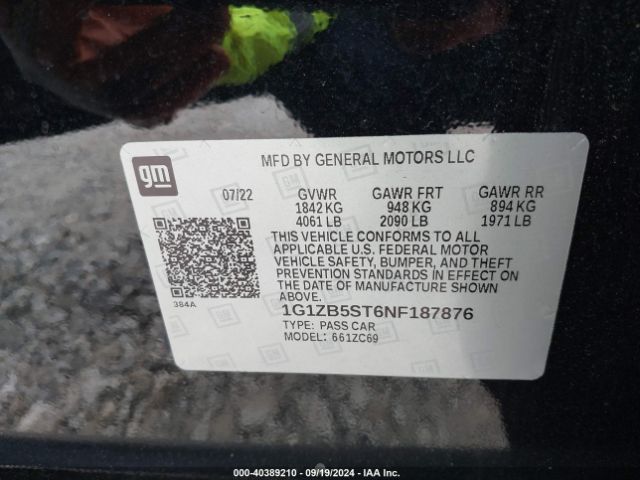 gm
MFD BY GENERAL MOTORS LLC
07/22 GVWR GAWR FRT GAWR RR
1842 KG 948 KG 894 KG
4061 LB 2090 LB 1971 LB
THIS VEHICLE CONFORMS TO ALL
APPLICABLE U.S. FEDERAL MOTOR
VEHICLE SAFETY, BUMPER, AND THEFT
PREVENTION STANDARDS IN EFFECT ON
THE DATE OF MANUFACTURE SHOWN
ABOVE.
384A
1G1ZB5ST6NF187876
TYPE: PASS CAR
MODEL: 661ZC69
000-40389210 - 09/19/2024 - IAA Inc.